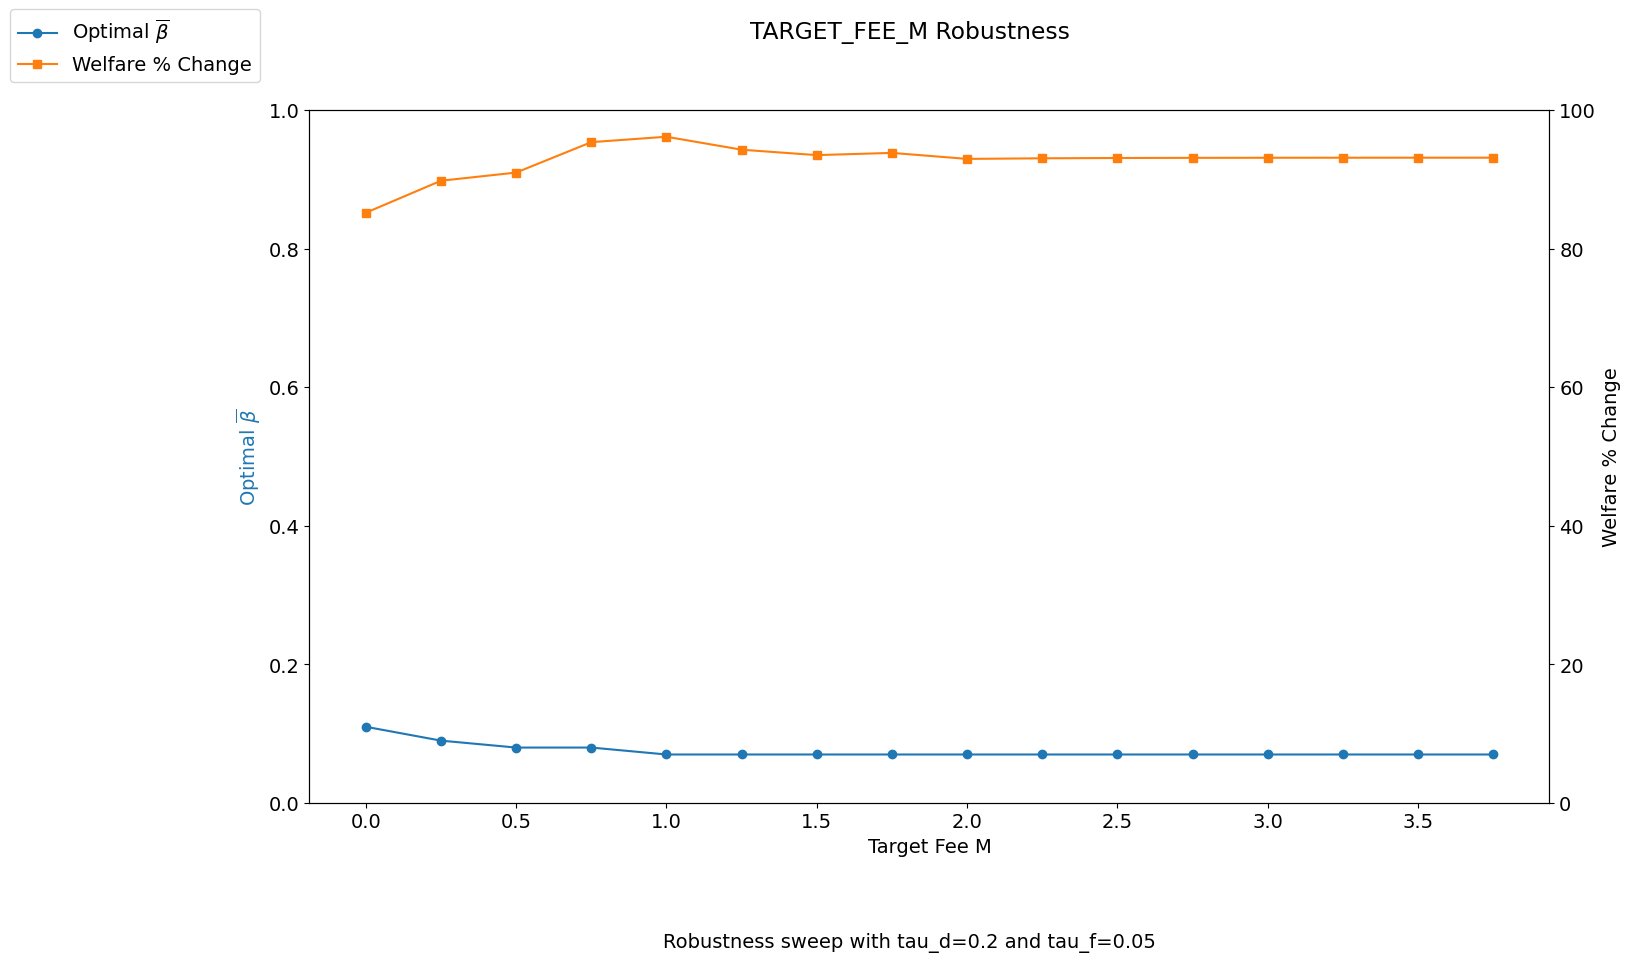 Optimal β̅
Welfare % Change
TARGET_FEE_M Robustness
1.0
0.8
0.6
0.4
0.2
0.0
Optimal β̅
100
80
60
40
20
0
Welfare % Change
0.0 0.5 1.0 1.5 2.0 2.5 3.0 3.5
Target Fee M
Robustness sweep with tau_d=0.2 and tau_f=0.05